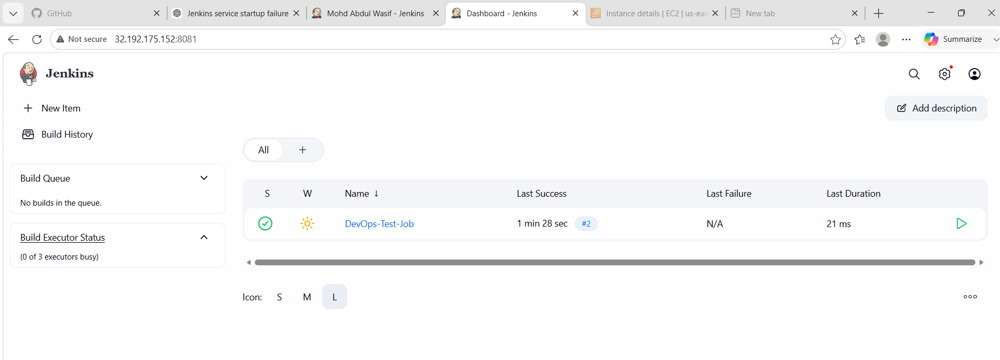 GitHub
Jenkins service startup failure
Mohd Abdul Wasif - Jenkins
Dashboard - Jenkins
Instance details | EC2 | us-eas
New tab
Not secure 32.192.175.152:8081
Summarize
Jenkins
New Item
Add description
Build History
All +
Build Queue
No builds in the queue.
Build Executor Status
(0 of 3 executors busy)
S W Name ↓ Last Success Last Failure Last Duration
DevOps-Test-Job 1 min 28 sec #2 N/A 21 ms
Icon: S M L